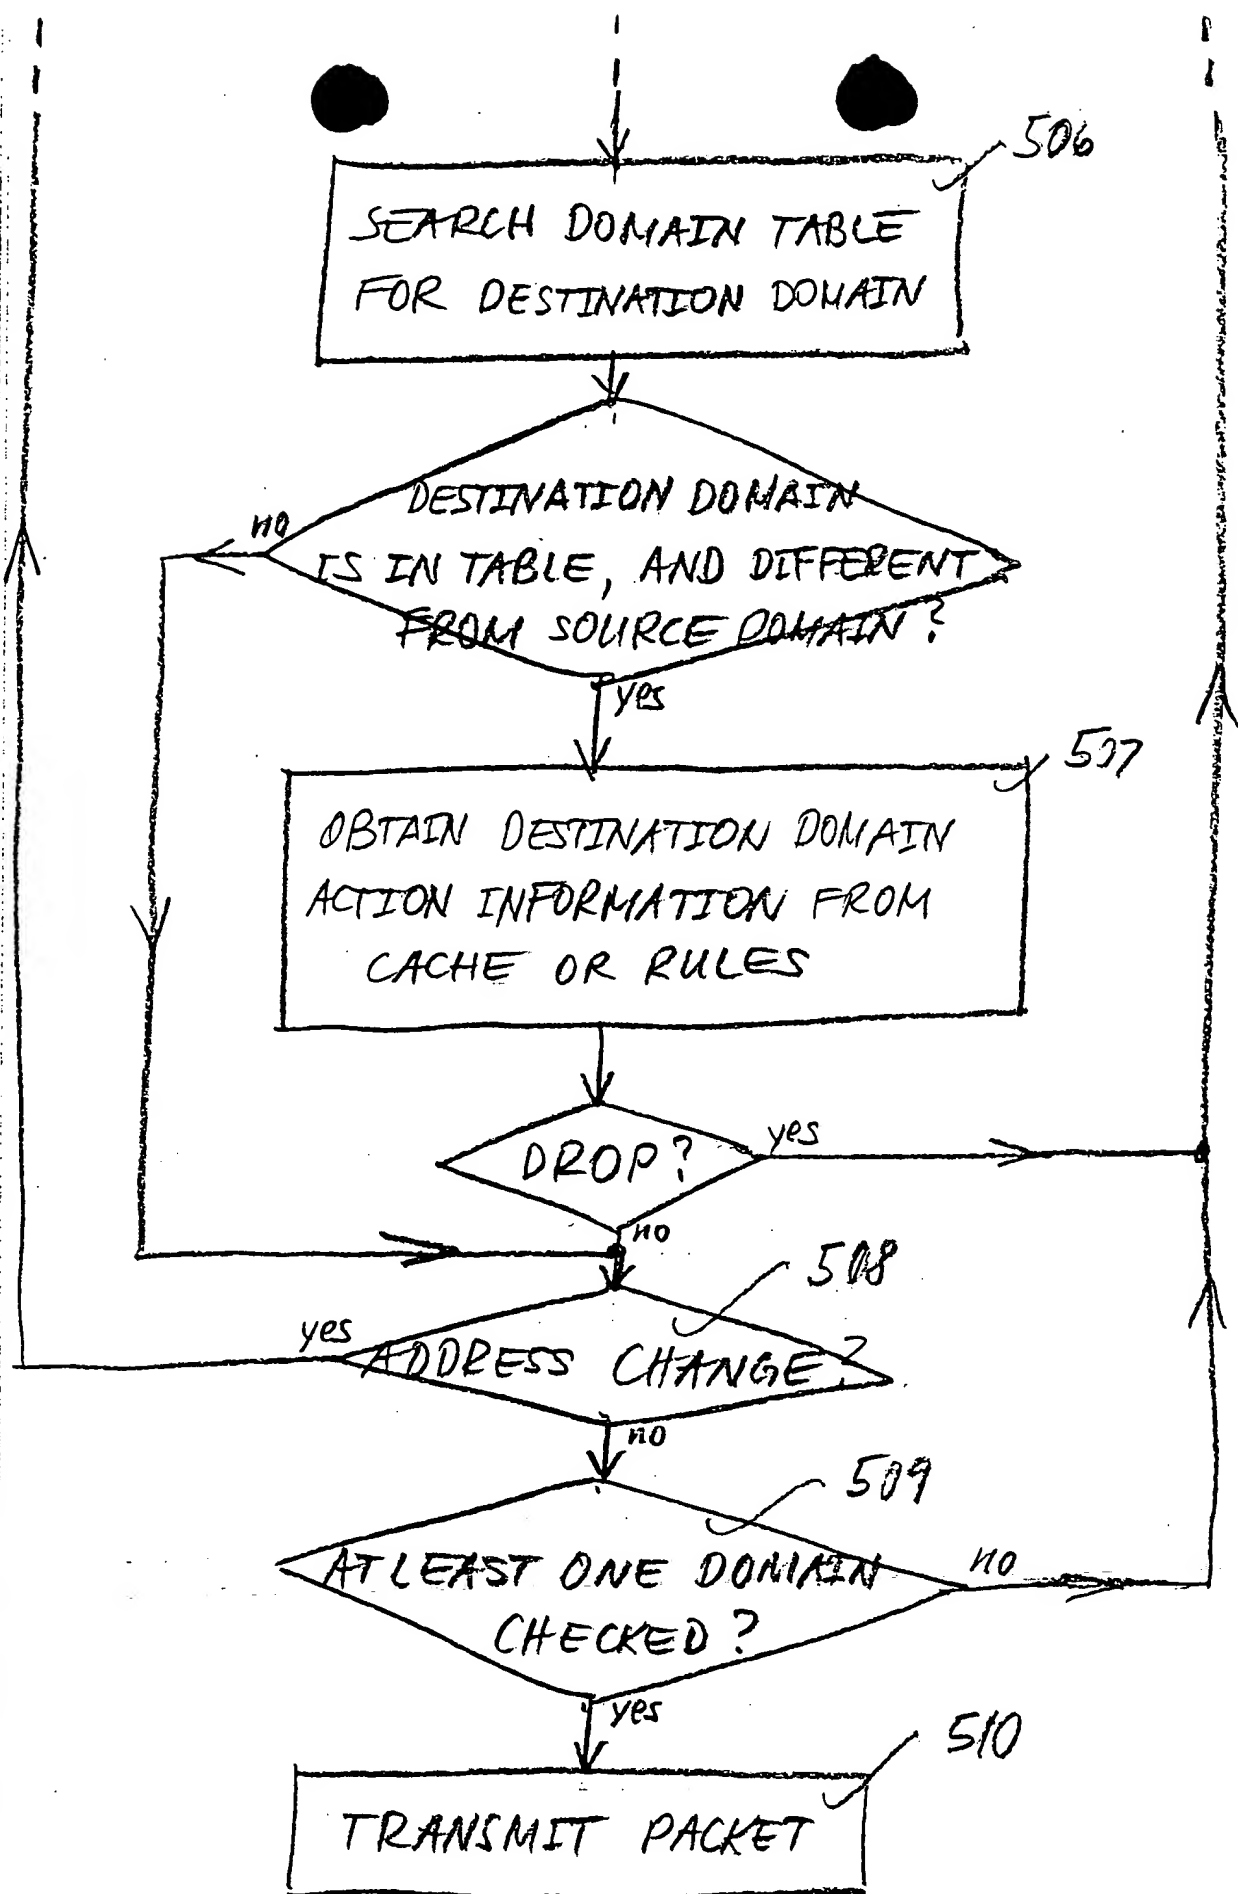 506
SEARCH DOMAIN TABLE
FOR DESTINATION DOMAIN
DESTINATION DOMAIN
no
IS IN TABLE, AND DIFFERENT
FROM SOURCE DOMAIN?
yes
507
OBTAIN DESTINATION DOMAIN
ACTION INFORMATION FROM
CACHE OR RULES
DROP?
yes
no
508
yes
ADDRESS CHANGE?
no
509
AT LEAST ONE DOMAIN
no
CHECKED?
yes
510
TRANSMIT PACKET